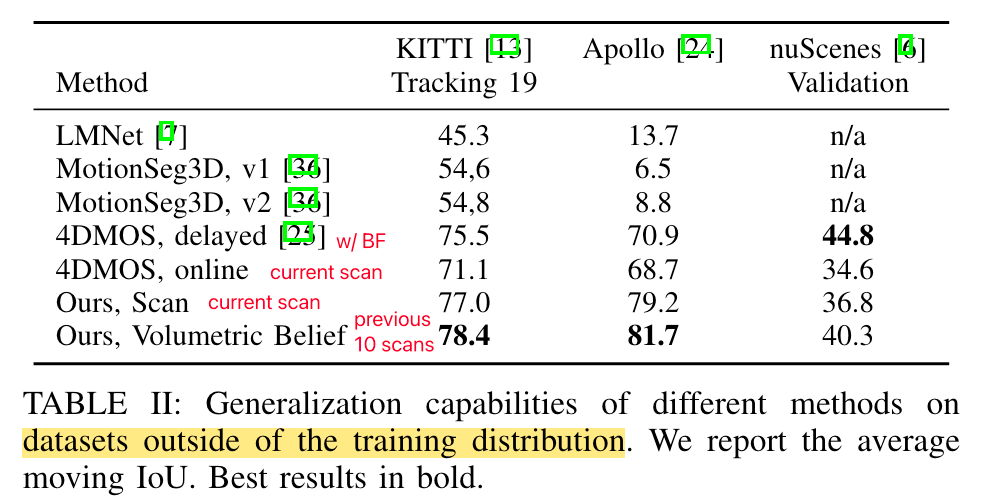 KITTI [13] Apollo [24] nuScenes [6]
Method Tracking 19 Validation
LMNet [7] 45.3 13.7 n/a
MotionSeg3D, v1 [36] 54,6 6.5 n/a
MotionSeg3D, v2 [36] 54,8 8.8 n/a
4DMOS, delayed [25] w/ BF 75.5 70.9 44.8
4DMOS, online current scan 71.1 68.7 34.6
Ours, Scan current scan 77.0 79.2 36.8
Ours, Volumetric Belief previous 10 scans 78.4 81.7 40.3
TABLE II: Generalization capabilities of different methods on
datasets outside of the training distribution. We report the average
moving IoU. Best results in bold.